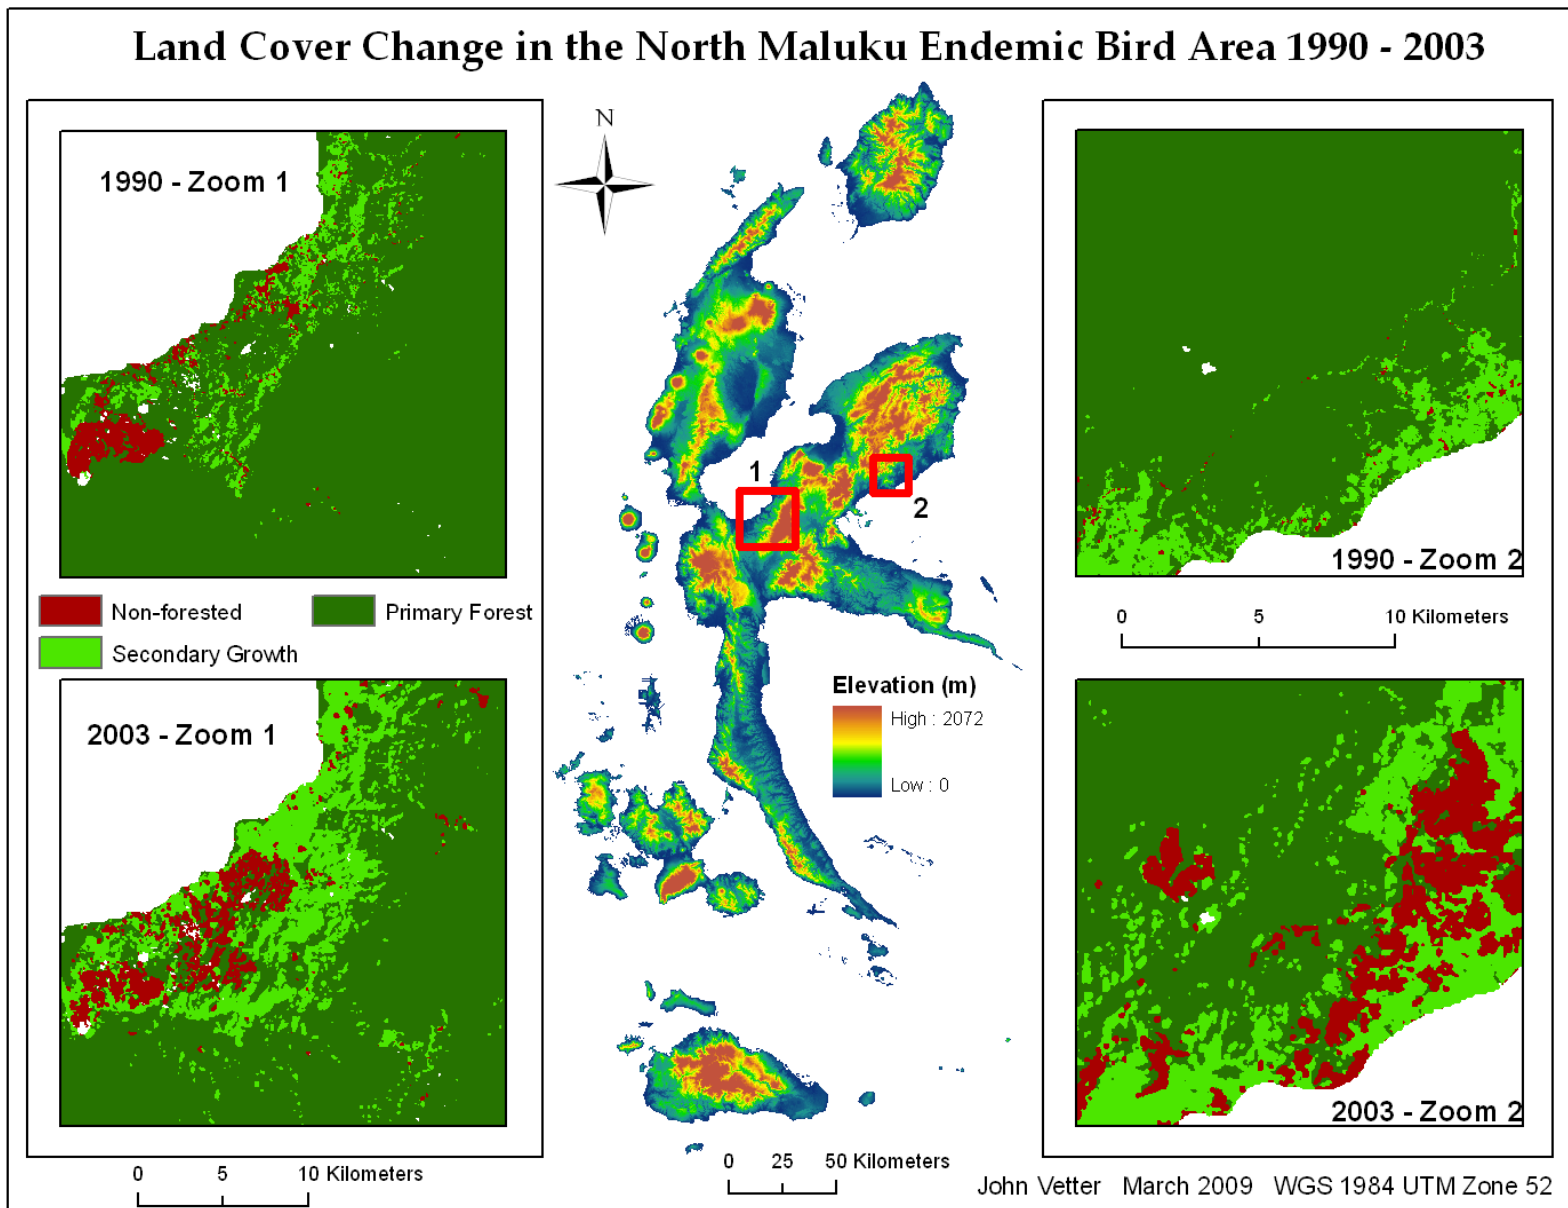 Land Cover Change in the North Maluku Endemic Bird Area 1990 - 2003
1990 - Zoom 1
Non-forested
Primary Forest
Secondary Growth
2003 - Zoom 1
0 5 10 Kilometers
N
1
2
Elevation (m)
High : 2072
Low : 0
0 25 50 Kilometers
1990 - Zoom 2
0 5 10 Kilometers
2003 - Zoom 2
John Vetter March 2009 WGS 1984 UTM Zone 52